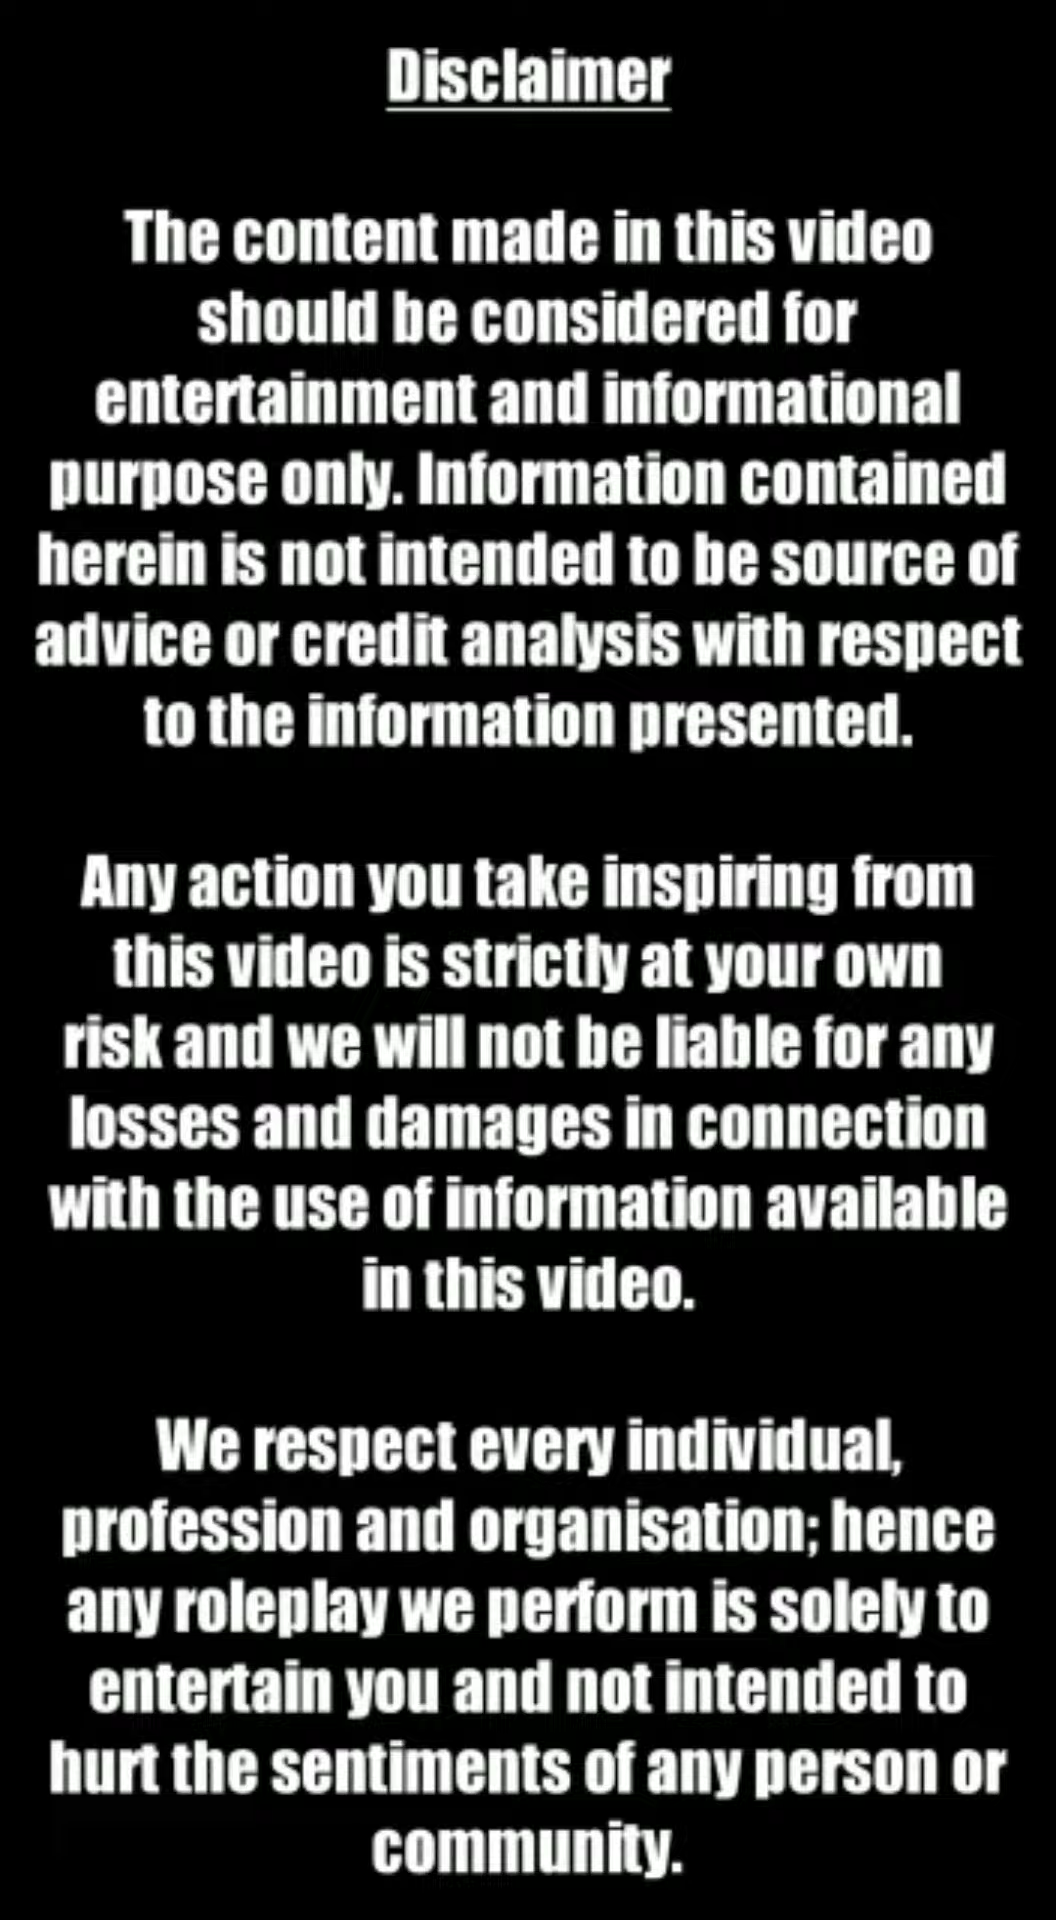 Disclaimer
The content made in this video
should be considered for
entertainment and informational
purpose only. Information contained
herein is not intended to be source of
advice or credit analysis with respect
to the information presented.
Any action you take inspiring from
this video is strictly at your own
risk and we will not be liable for any
losses and damages in connection
with the use of information available
in this video.
We respect every individual,
profession and organisation; hence
any roleplay we perform is solely to
entertain you and not intended to
hurt the sentiments of any person or
community.